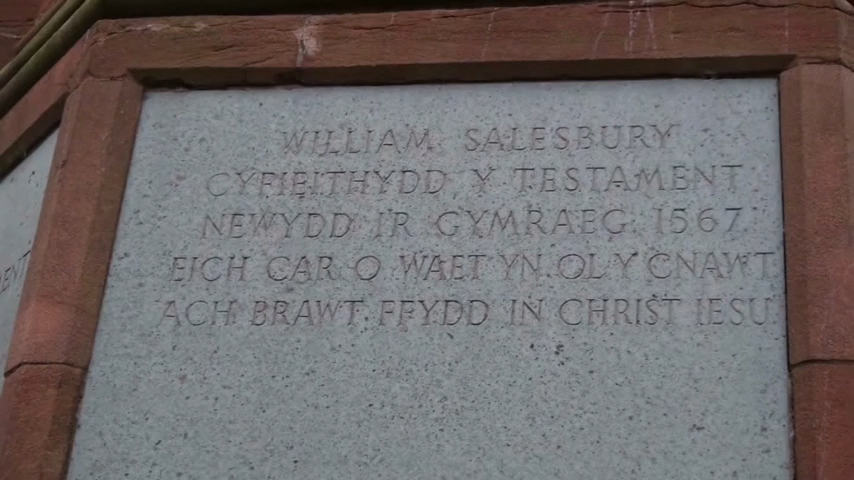 WILLIAM SALESBURY
CYFIEITHYDD Y TESTAMENT
NEWYDD I'R GYMRAEG. 1567.
EICH CAR O WAET YN OL Y CNAWT
ACH BRAWT FFYDD IN CHRIST IESU